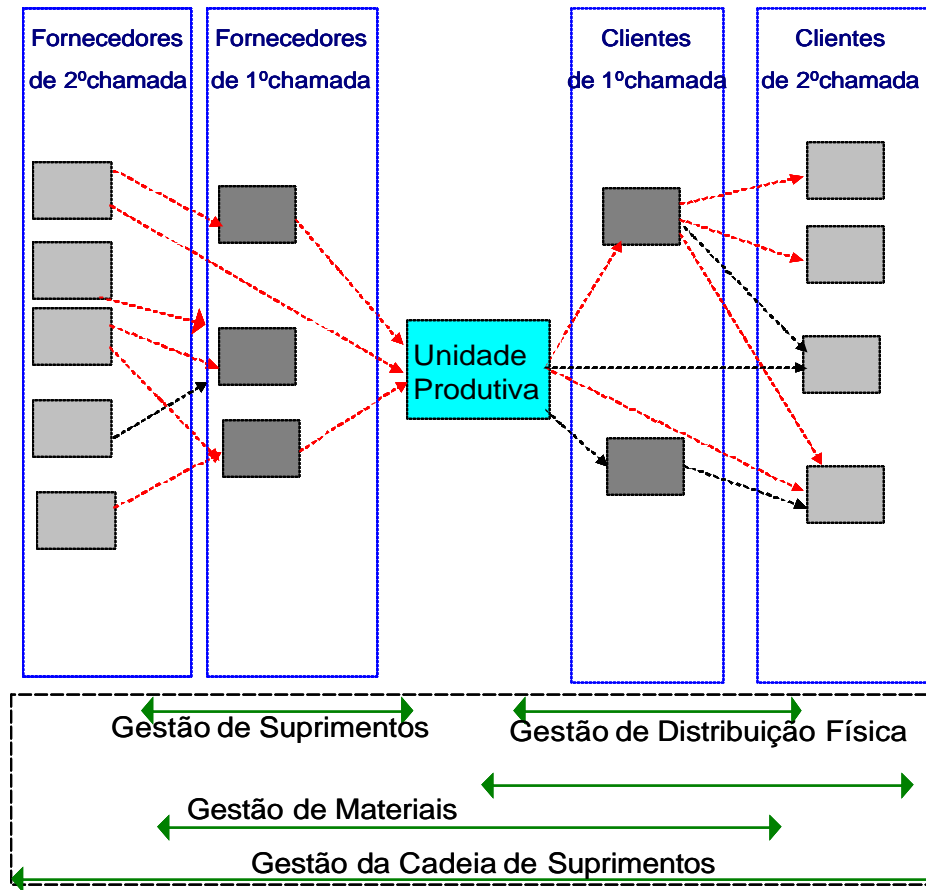 Fornecedores
de 2ºchamada
Fornecedores
de 1ºchamada
Clientes
de 1ºchamada
Clientes
de 2ºchamada
Unidade
Produtiva
Gestão de Suprimentos
Gestão de Distribuição Física
Gestão de Materiais
Gestão da Cadeia de Suprimentos